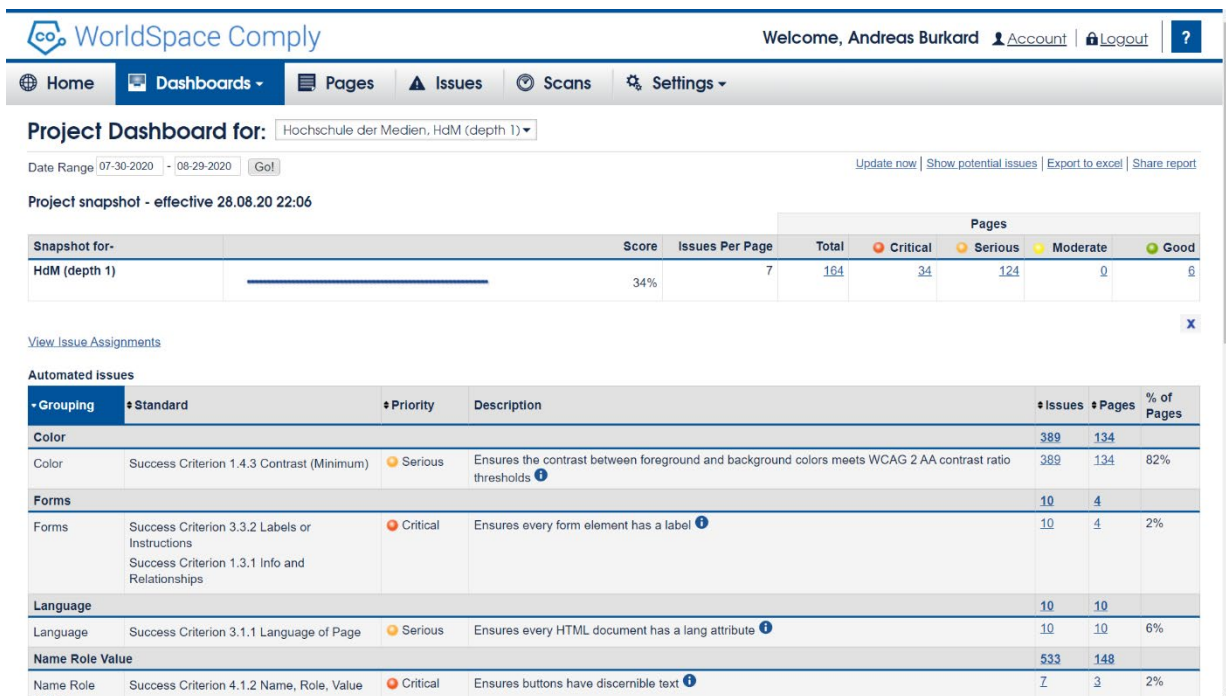 co. WorldSpace Comply
Welcome, Andreas Burkard Account Logout ?
Home Dashboards Pages Issues Scans Settings
Project Dashboard for: Hochschule der Medien, HdM (depth 1)
Date Range 07-30-2020 - 08-29-2020 Go! Update now Show potential issues Export to excel Share report
Project snapshot - effective 28.08.20 22:06
Pages
Snapshot for- Score Issues Per Page Total Critical Serious Moderate Good
HdM (depth 1) 34% 7 164 34 124 0 6
x
View Issue Assignments
Automated issues
Grouping Standard Priority Description Issues Pages % of Pages
Color 389 134
Color Success Criterion 1.4.3 Contrast (Minimum) Serious Ensures the contrast between foreground and background colors meets WCAG 2 AA contrast ratio thresholds 389 134 82%
Forms 10 4
Forms Success Criterion 3.3.2 Labels or Instructions Critical Ensures every form element has a label 10 4 2%
Success Criterion 1.3.1 Info and Relationships
Language 10 10
Language Success Criterion 3.1.1 Language of Page Serious Ensures every HTML document has a lang attribute 10 10 6%
Name Role Value 533 148
Name Role Success Criterion 4.1.2 Name, Role, Value Critical Ensures buttons have discernible text 7 3 2%